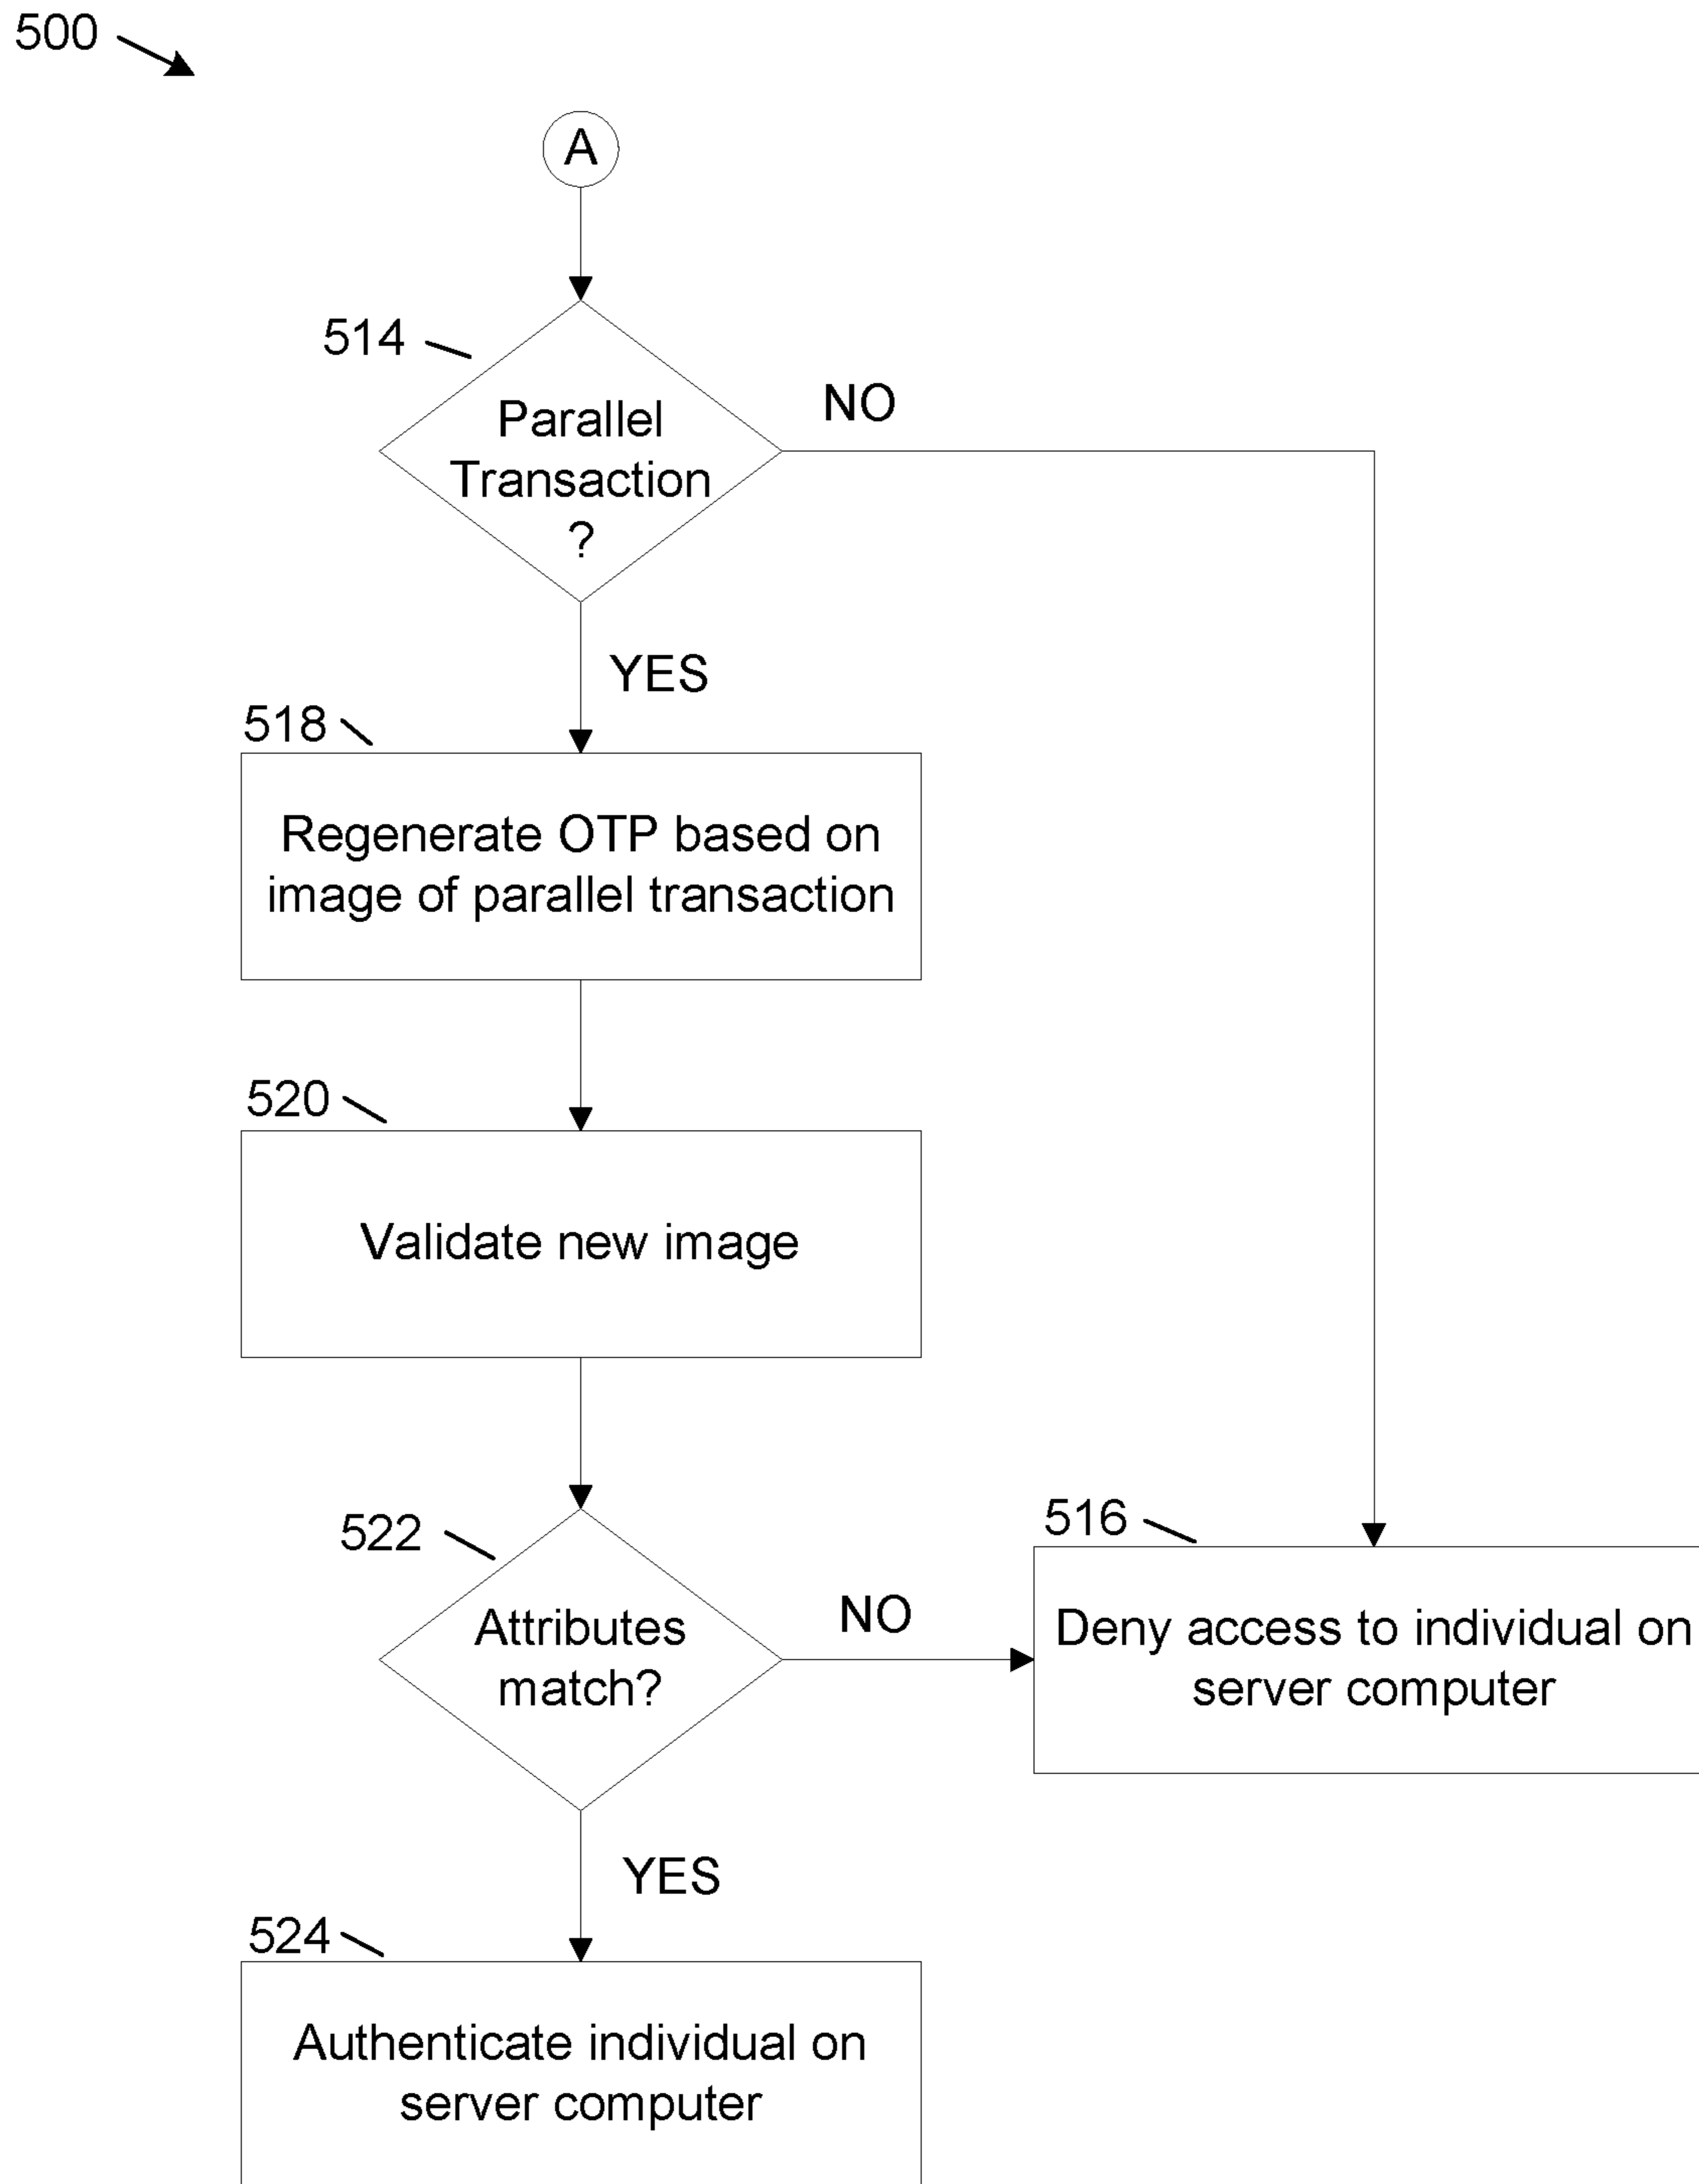 500
A
514
Parallel
Transaction
?
NO
YES
518
Regenerate OTP based on
image of parallel transaction
520
Validate new image
522
Attributes
match?
NO
516
Deny access to individual on
server computer
YES
524
Authenticate individual on
server computer